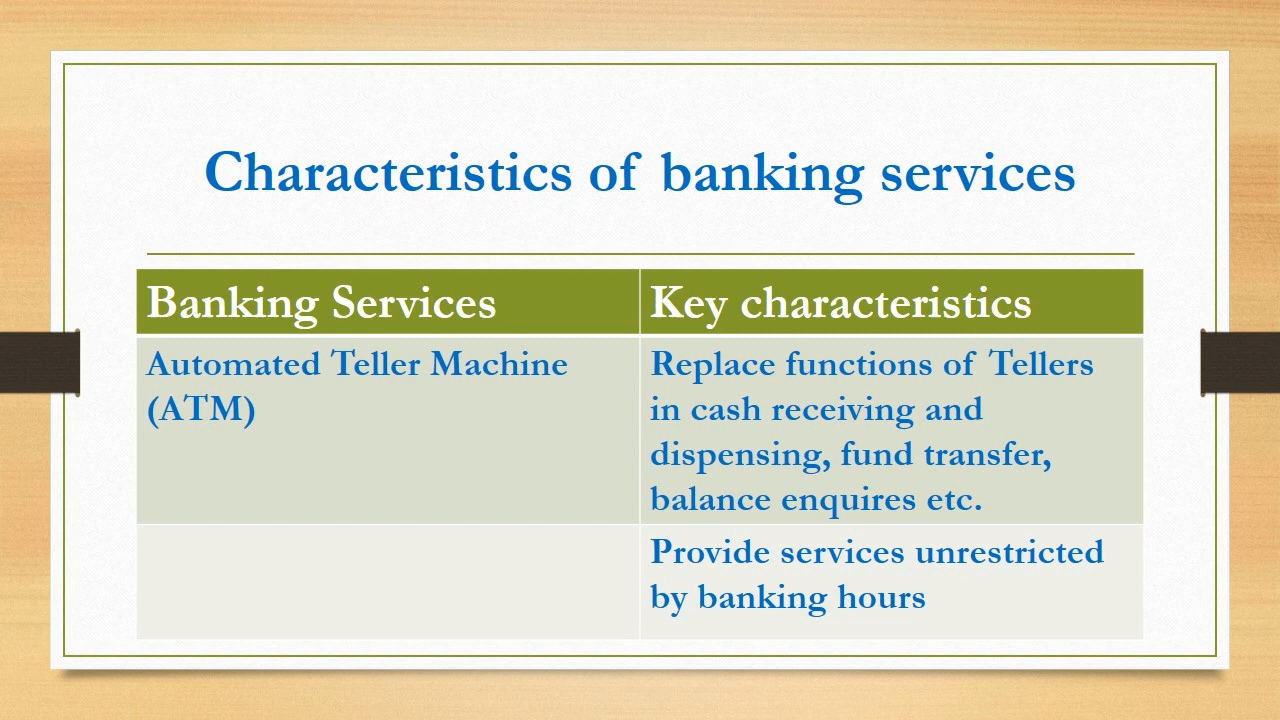 Characteristics of banking services
Banking Services
Key characteristics
Automated Teller Machine
(ATM)
Replace functions of Tellers
in cash receiving and
dispensing, fund transfer,
balance enquires etc.
Provide services unrestricted
by banking hours